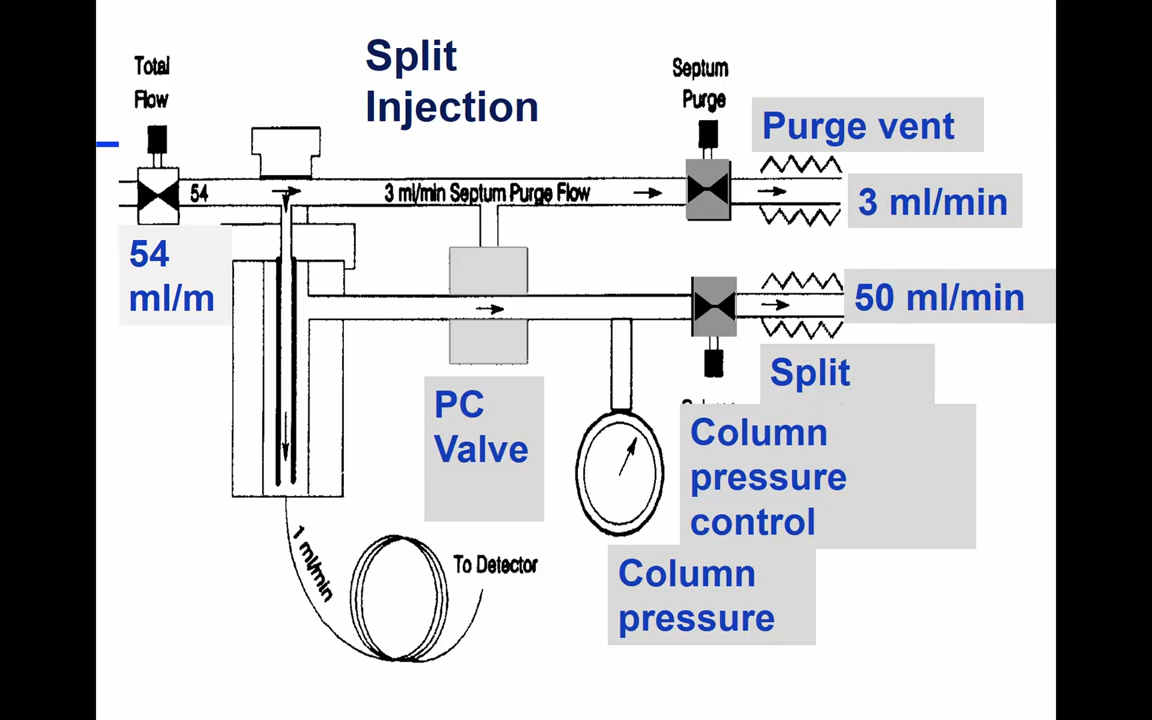 Total
Flow
Split
Injection
Septum
Purge
Purge vent
54
3 ml/min Septum Purge Flow
3 ml/min
54
ml/m
50 ml/min
Split
PC
Valve
Column
pressure
control
1 ml/min
To Detector
Column
pressure